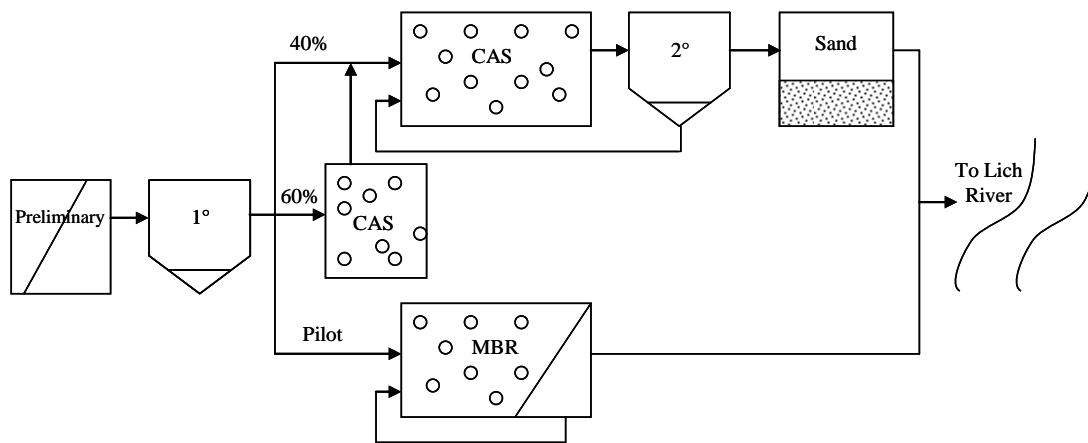 40%
CAS
2°
Sand
Preliminary
1°
60%
CAS
To Lich
River
Pilot
MBR